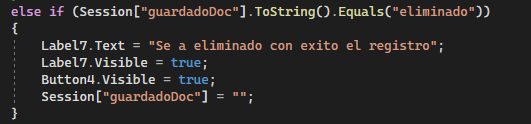 else if (Session["guardadoDoc"].ToString().Equals("eliminado"))
{
Label7.Text = "Se a eliminado con exito el registro";
Label7.Visible = true;
Button4.Visible = true;
Session["guardadoDoc"] = "";
}